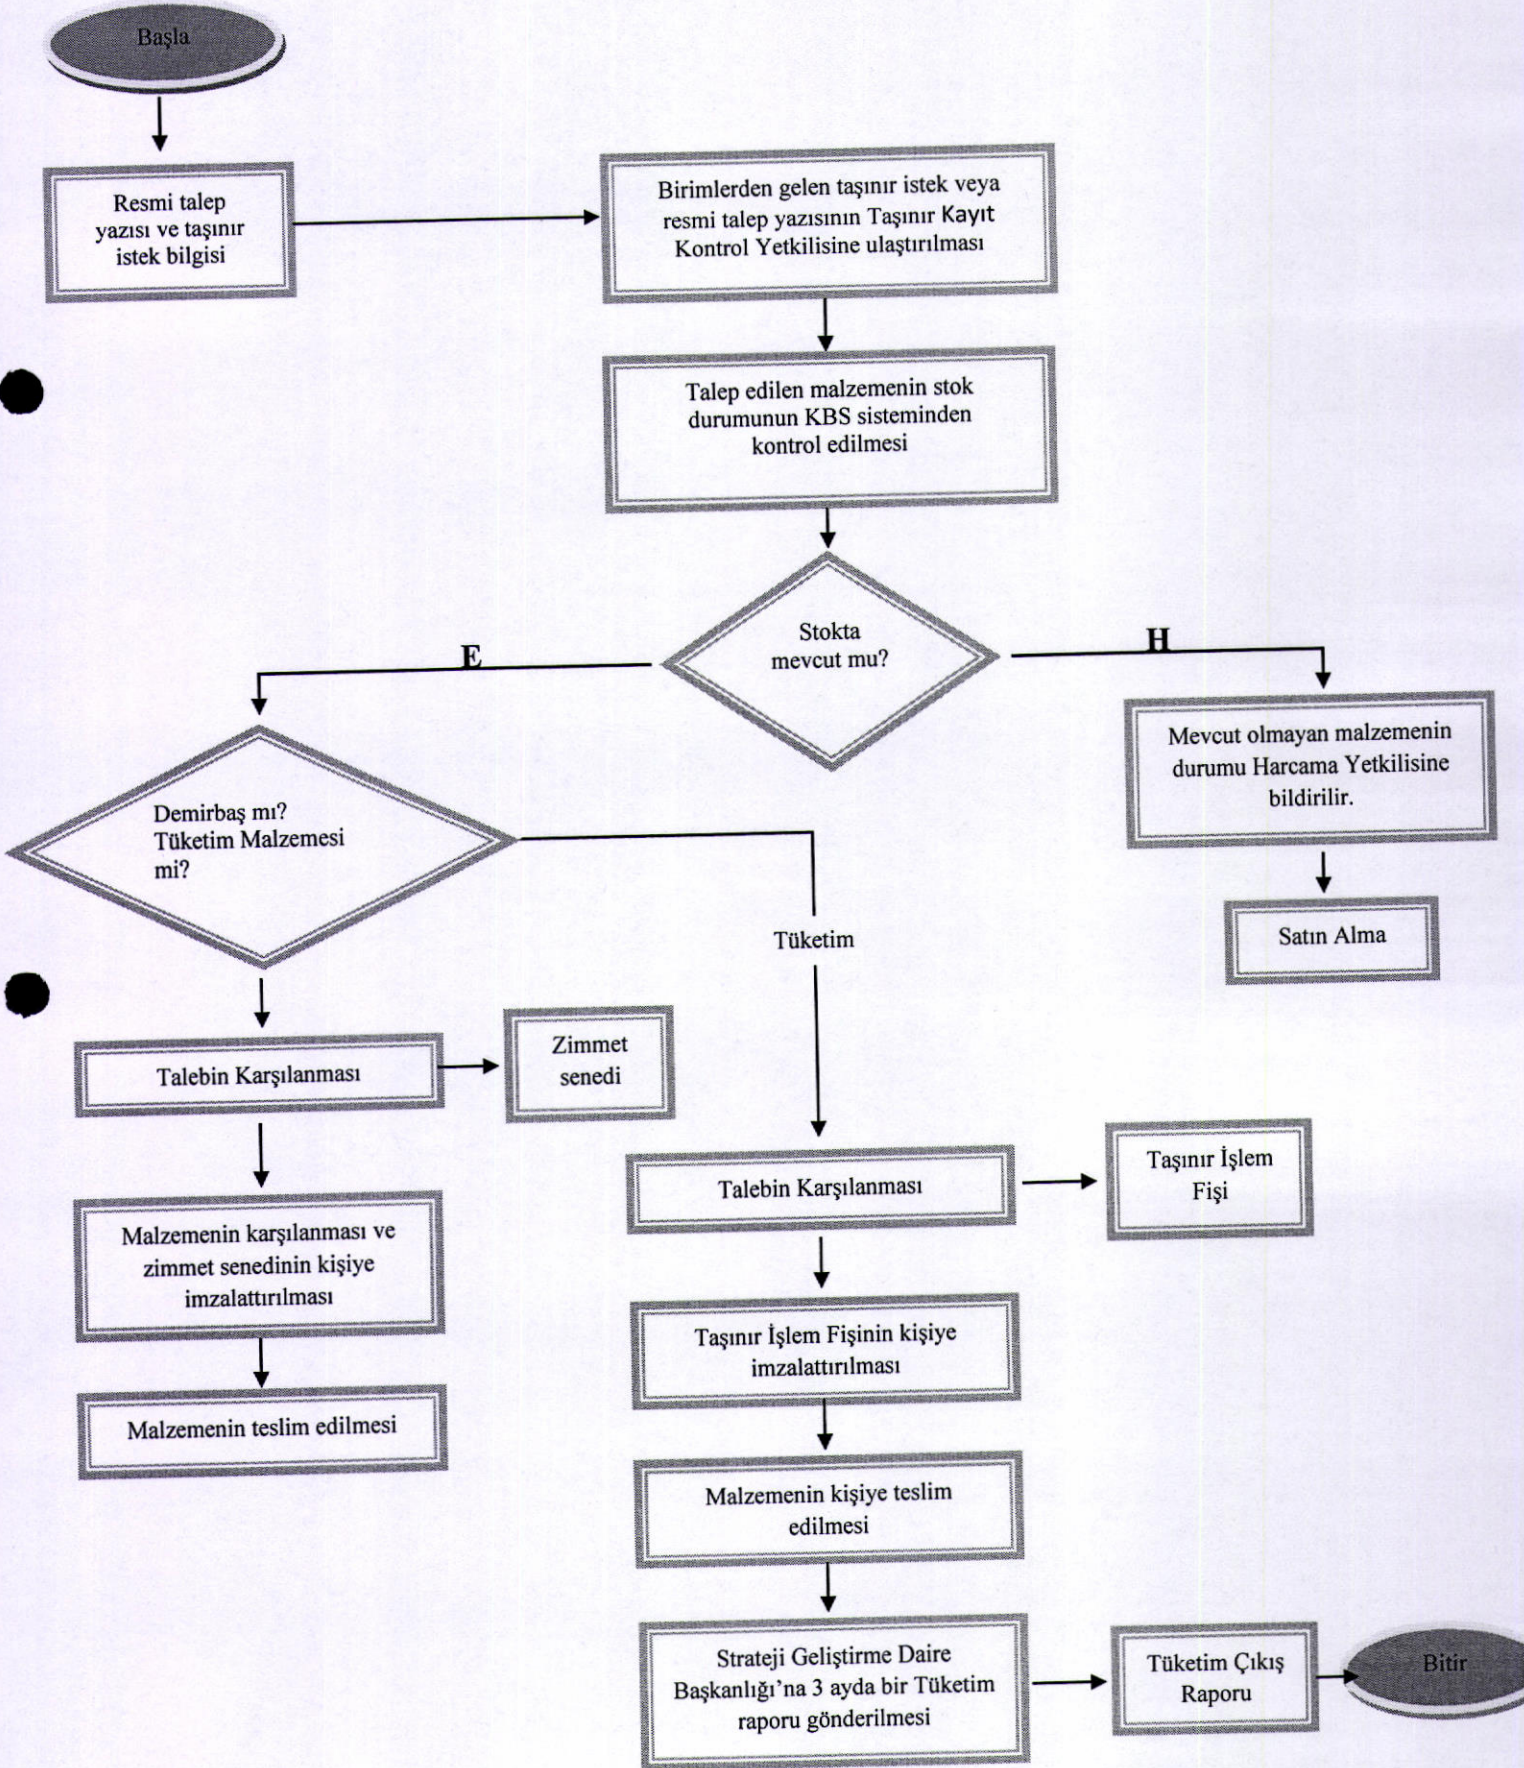 Başla
Resmi talep
yazısı ve taşınır
istek bilgisi
Birimlerden gelen taşınır istek veya
resmi talep yazısının Taşınır Kayıt
Kontrol Yetkilisine ulaştırılması
Talep edilen malzemenin stok
durumunun KBS sisteminden
kontrol edilmesi
Stokta
mevcut mu?
E
H
Mevcut olmayan malzemenin
durumu Harcama Yetkilisine
bildirilir.
Satın Alma
Demirbaş mı?
Tüketim Malzemesi
mi?
Tüketim
Talebin Karşılanması
Zimmet
senedi
Malzemenin karşılanması ve
zimmet senedinin kişiye
imzalattırılması
Malzemenin teslim edilmesi
Talebin Karşılanması
Taşınır İşlem
Fişi
Taşınır İşlem Fişinin kişiye
imzalattırılması
Malzemenin kişiye teslim
edilmesi
Strateji Geliştirme Daire
Başkanlığı'na 3 ayda bir Tüketim
raporu gönderilmesi
Tüketim Çıkış
Raporu
Bitir